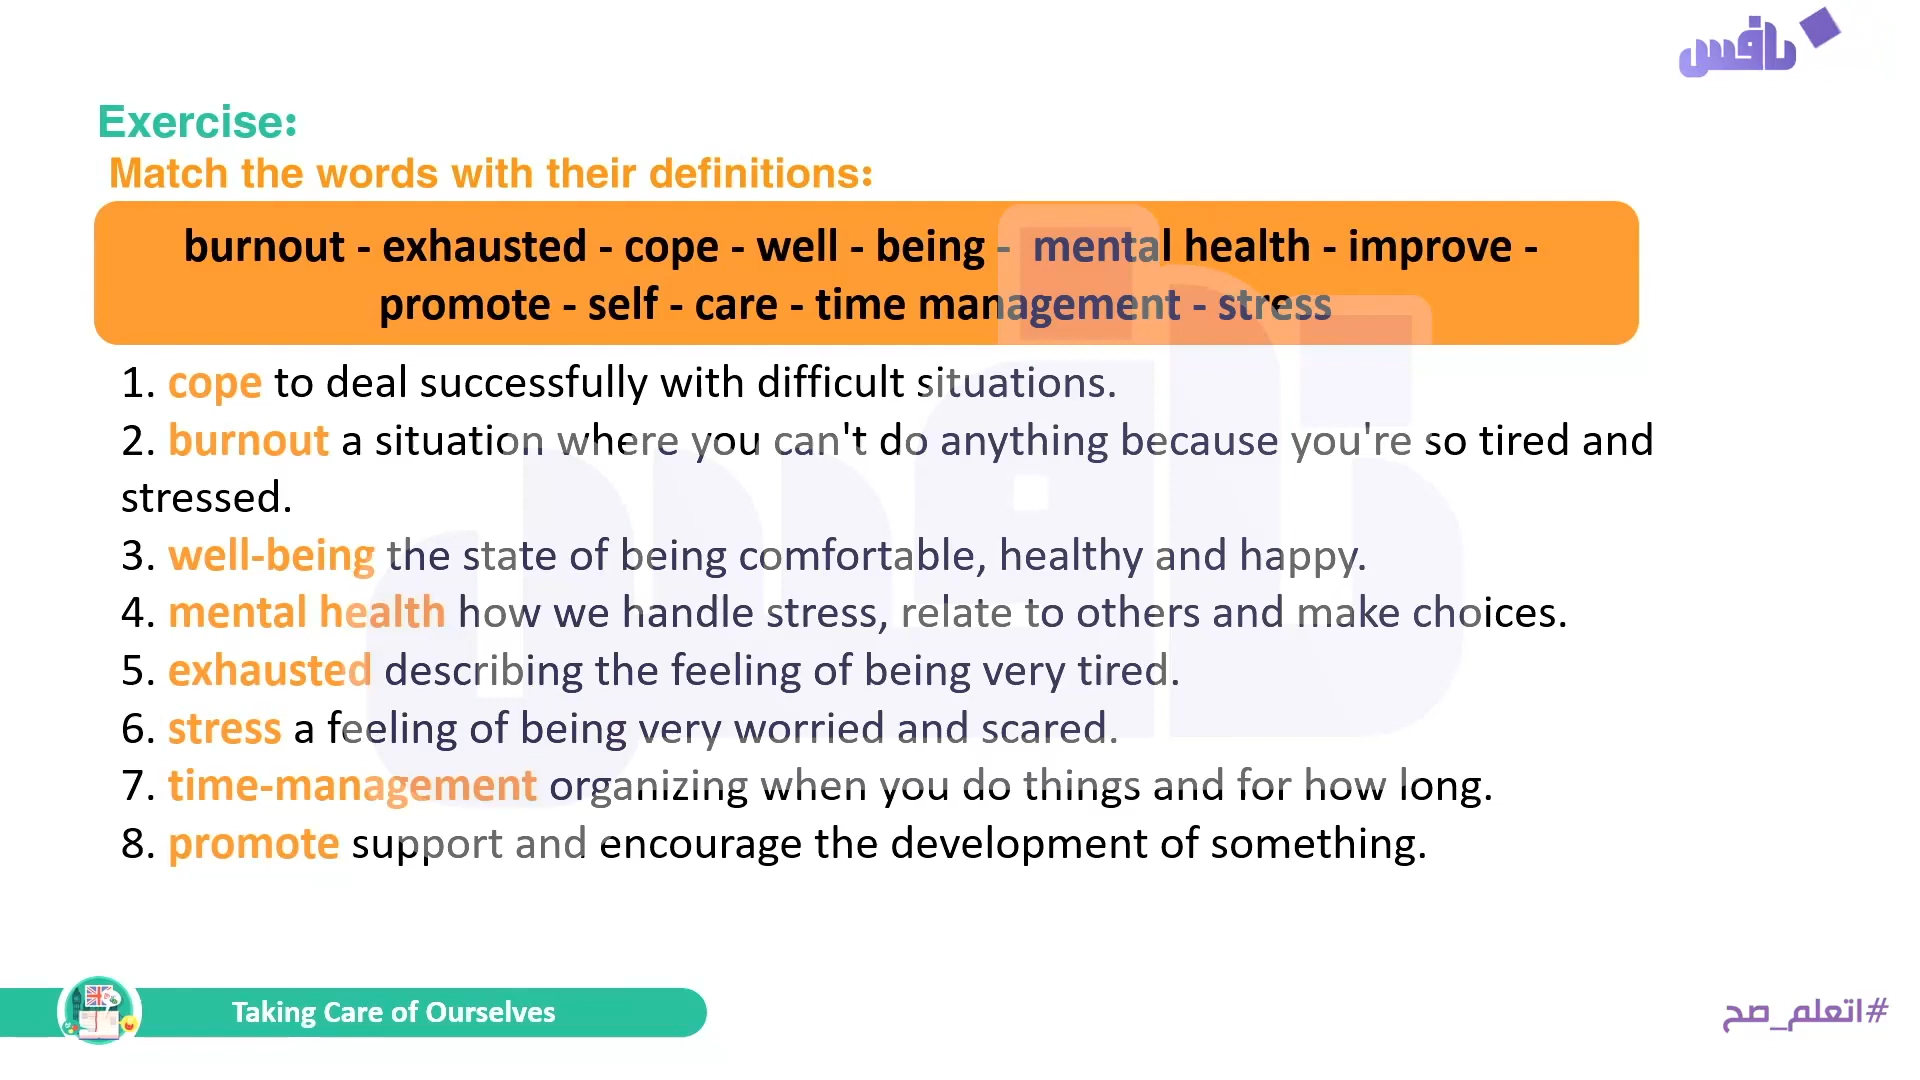 نافس
Exercise:
Match the words with their definitions:
burnout - exhausted - cope - well - being - mental health - improve -
promote - self - care - time management - stress
1. cope to deal successfully with difficult situations.
2. burnout a situation where you can't do anything because you're so tired and
stressed.
3. well-being the state of being comfortable, healthy and happy.
4. mental health how we handle stress, relate to others and make choices.
5. exhausted describing the feeling of being very tired.
6. stress a feeling of being very worried and scared.
7. time-management organizing when you do things and for how long.
8. promote support and encourage the development of something.
Taking Care of Ourselves
#اتعلم_صح